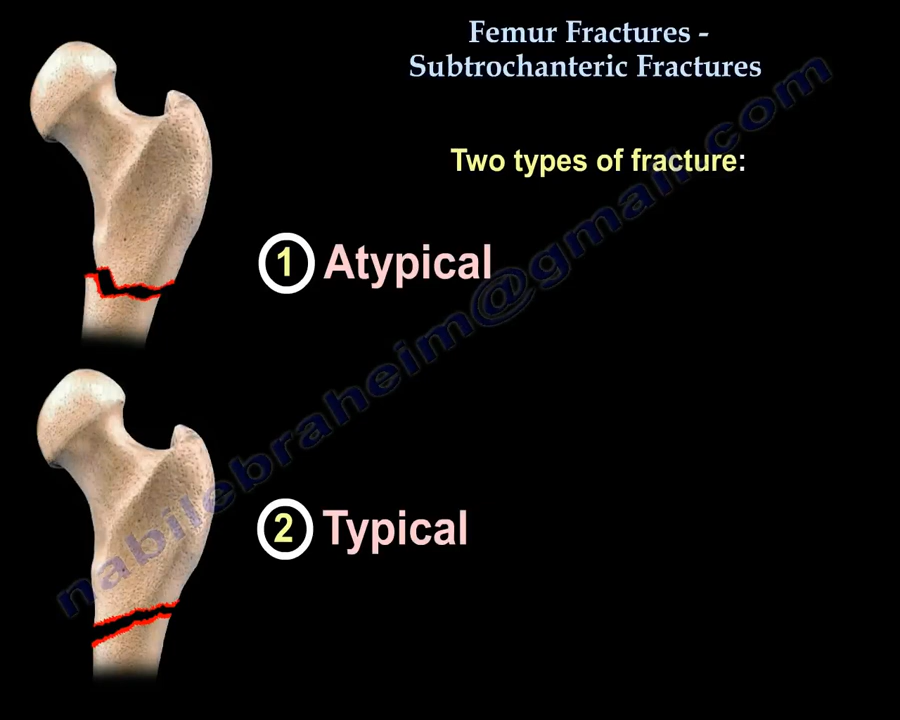 Femur Fractures -
Subtrochanteric Fractures
Two types of fracture:
1 Atypical
2 Typical
nabilebraheim@gmail.com